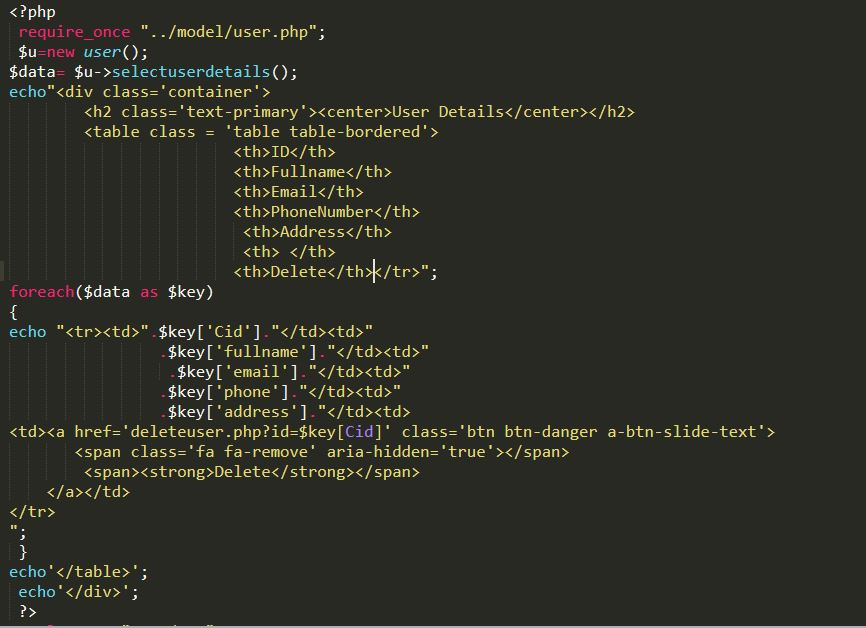 <?php
require_once "../model/user.php";
$u=new user();
$data= $u->selectuserdetails();
echo"<div class='container'>
<h2 class='text-primary'><center>User Details</center></h2>
<table class = 'table table-bordered'>
<th>ID</th>
<th>Fullname</th>
<th>Email</th>
<th>PhoneNumber</th>
<th>Address</th>
<th> </th>
<th>Delete</th></tr>";
foreach($data as $key)
{
echo "<tr><td>".$key['Cid']."</td><td>"
.$key['fullname']."</td><td>"
.$key['email']."</td><td>"
.$key['phone']."</td><td>"
.$key['address']."</td><td>
<td><a href='deleteuser.php?id=$key[Cid]' class='btn btn-danger a-btn-slide-text'>
<span class='fa fa-remove' aria-hidden='true'></span>
<span><strong>Delete</strong></span>
</a></td>
</tr>
";
}
echo'</table>';
echo'</div>';
?>